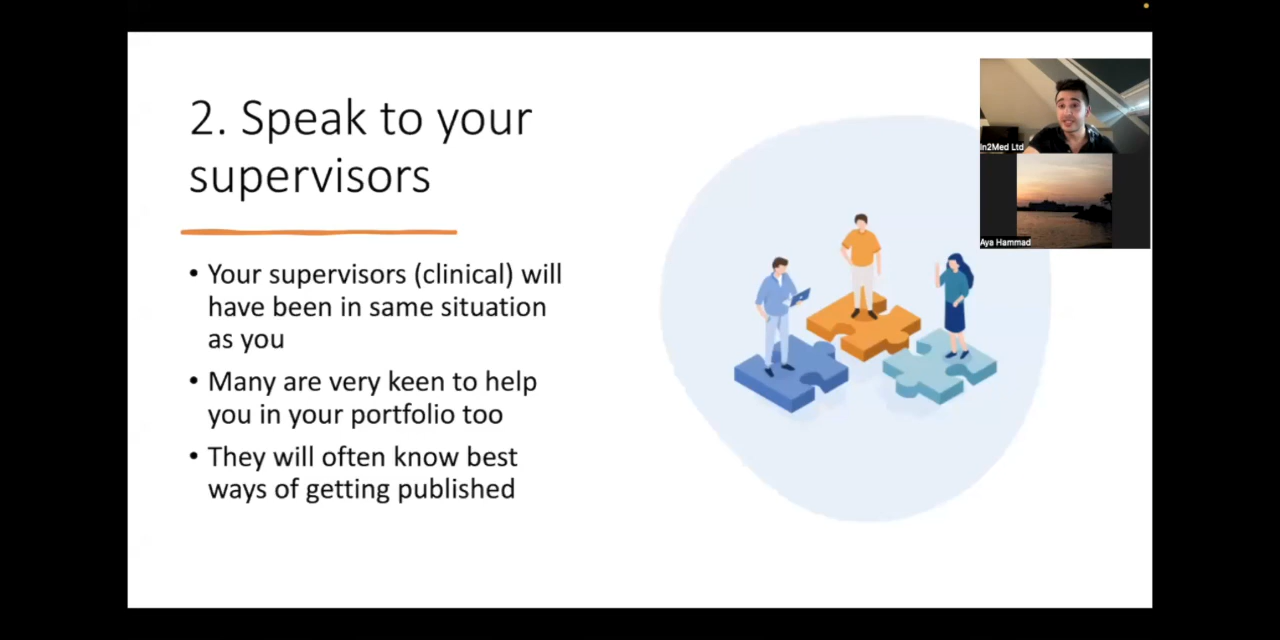 2. Speak to your
supervisors
• Your supervisors (clinical) will
have been in same situation
as you
• Many are very keen to help
you in your portfolio too
• They will often know best
ways of getting published
In2Med Ltd
Aya Hammad